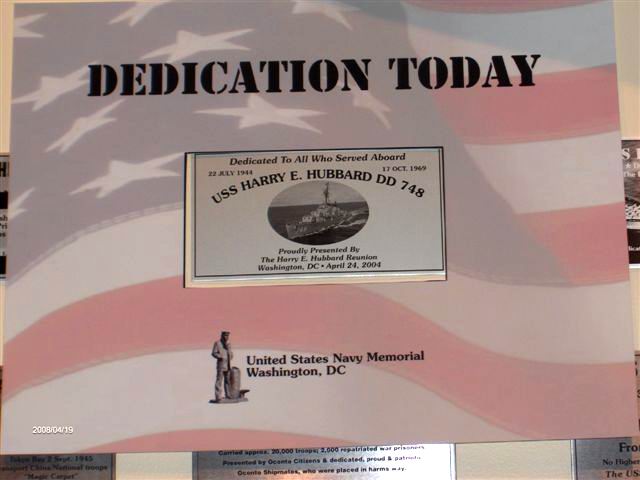 DEDICATION TODAY
Dedicated To All Who Served Aboard
22 JULY 1944
17 OCT. 1969
USS HARRY E. HUBBARD DD 748
Proudly Presented By
The Harry E. Hubbard Reunion
Washington, DC • April 24, 2004
United States Navy Memorial
Washington, DC
2008/04/19
Tokyo Bay 2 Sept. 1945
transport China/National troops
"Magic Carpet"
Carried approx. 20,000 troops; 2,000 repatriated war prisoners
Presented by Oconto Citizens & dedicated, proud & patriotic
Oconto Shipmates, who were placed in harms way.
No Higher
The US